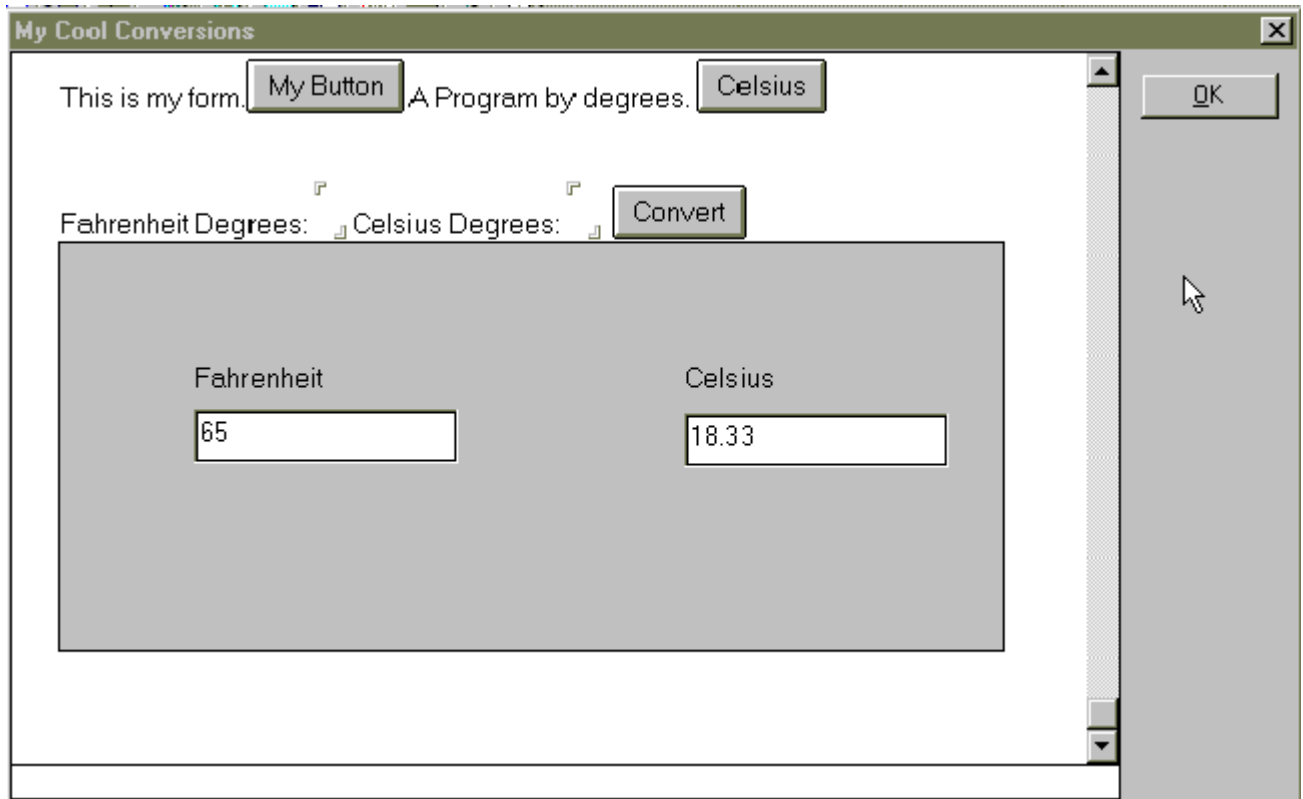 My Cool Conversions
This is my form. My Button A Program by degrees. Celsius
OK
Fahrenheit Degrees: Celsius Degrees: Convert
Fahrenheit Celsius
65 18.33